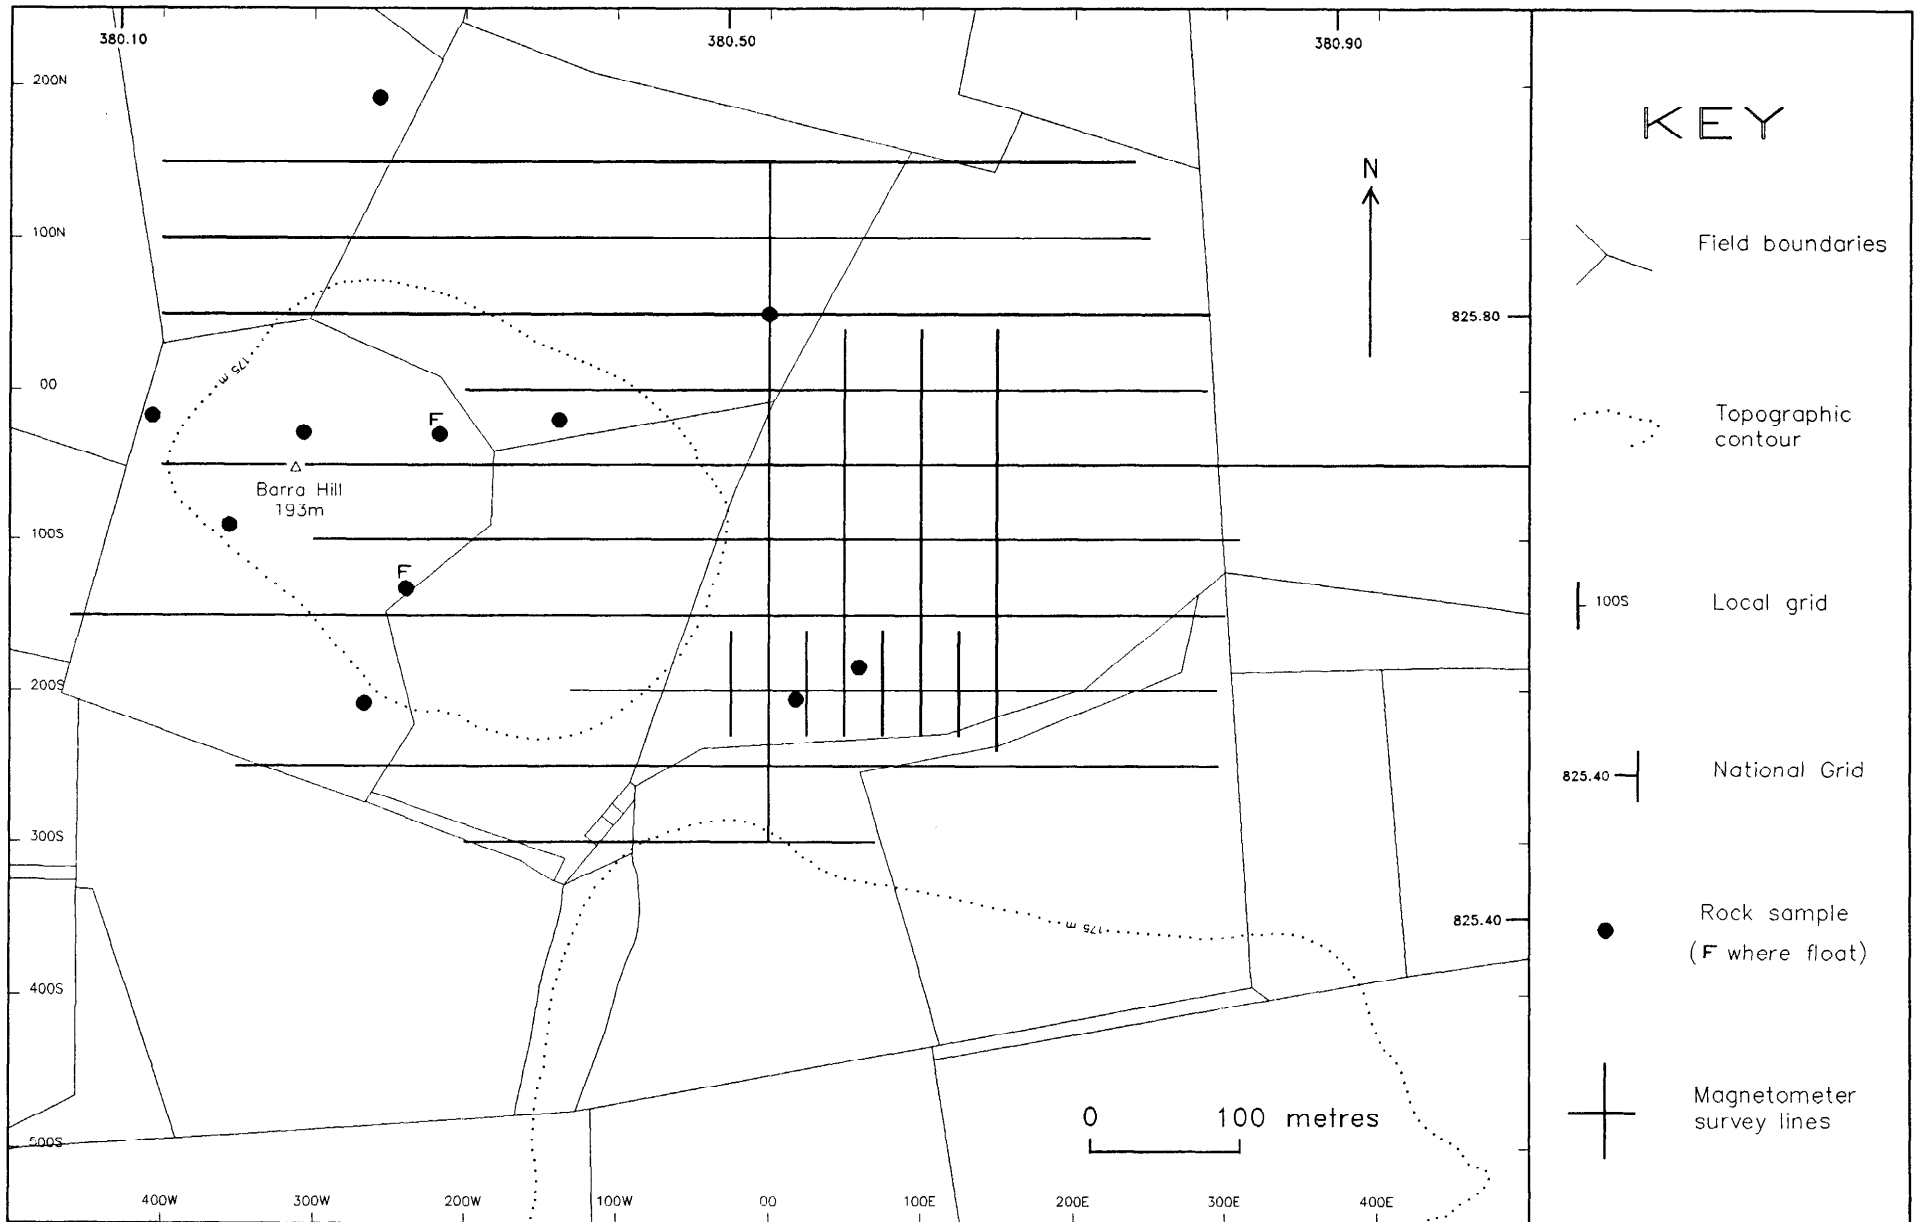 380.10
380.50
380.90
200N
100N
00
100S
200S
300S
400S
500S
N
825.80
825.40
175 m
F
Barra Hill
193m
F
175 m
0 100 metres
400W
300W
200W
100W
00
100E
200E
300E
400E
KEY
Field boundaries
Topographic
contour
100S
Local grid
825.40
National Grid
Rock sample
(F where float)
Magnetometer
survey lines